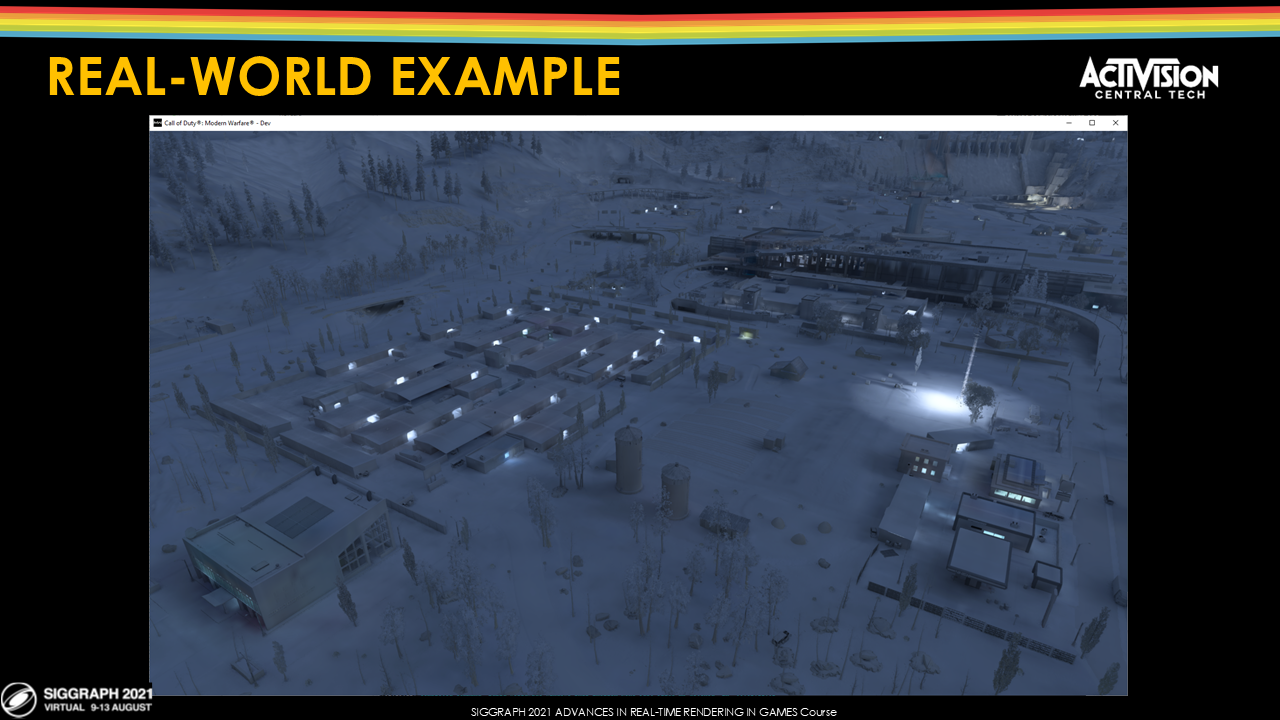 REAL-WORLD EXAMPLE
ACTIVISION
CENTRAL TECH
Call of Duty®: Modern Warfare® - Dev
SIGGRAPH 2021
VIRTUAL 9-13 AUGUST
SIGGRAPH 2021 ADVANCES IN REAL-TIME RENDERING IN GAMES Course